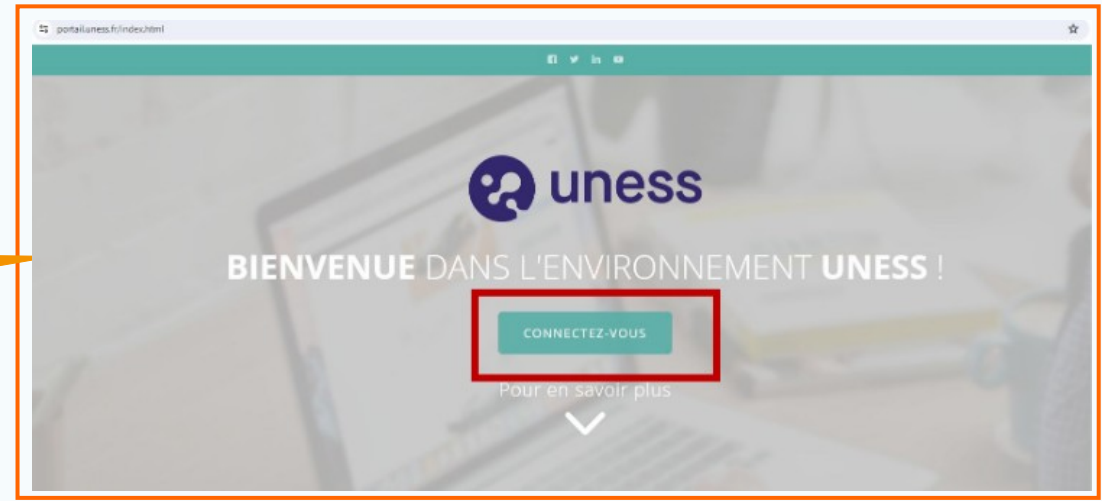 portail.uness.fr/index.html
uness
BIENVENUE DANS L'ENVIRONNEMENT UNESS !
CONNECTEZ-VOUS
Pour en savoir plus